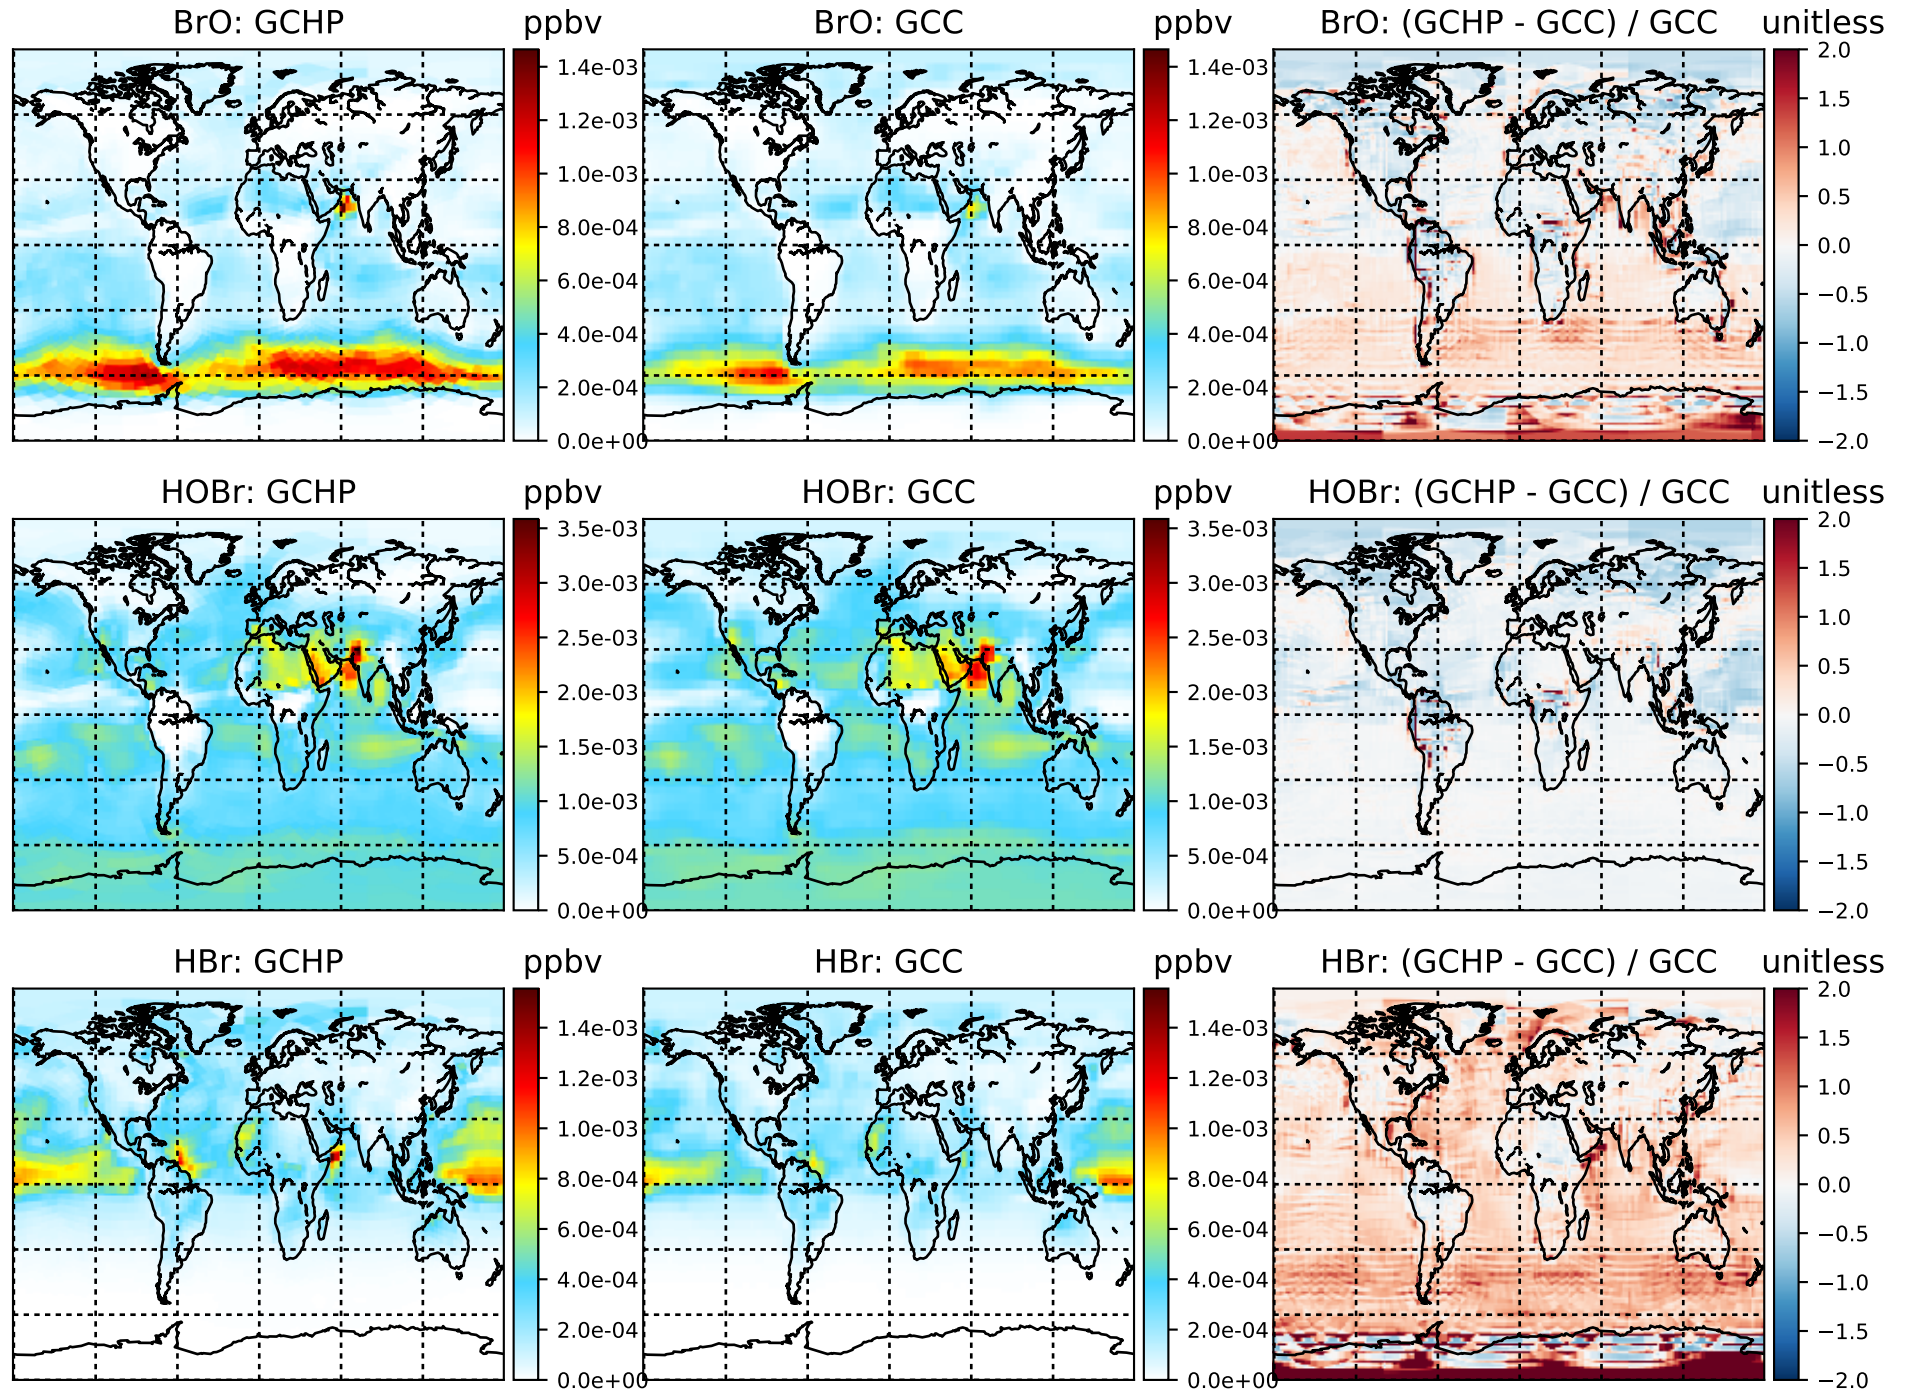 BrO: GCHP ppbv BrO: GCC ppbv BrO: (GCHP - GCC) / GCC unitless
1.4e-03 1.4e-03 2.0
1.2e-03 1.2e-03 1.5
1.0e-03 1.0e-03 1.0
8.0e-04 8.0e-04 0.5
6.0e-04 6.0e-04 0.0
4.0e-04 4.0e-04 −0.5
2.0e-04 2.0e-04 −1.0
0.0e+00 0.0e+00 −1.5
−2.0
HOBr: GCHP ppbv HOBr: GCC ppbv HOBr: (GCHP - GCC) / GCC unitless
3.5e-03 3.5e-03 2.0
3.0e-03 3.0e-03 1.5
2.5e-03 2.5e-03 1.0
2.0e-03 2.0e-03 0.5
1.5e-03 1.5e-03 0.0
1.0e-03 1.0e-03 −0.5
5.0e-04 5.0e-04 −1.0
0.0e+00 0.0e+00 −1.5
−2.0
HBr: GCHP ppbv HBr: GCC ppbv HBr: (GCHP - GCC) / GCC unitless
1.4e-03 1.4e-03 2.0
1.2e-03 1.2e-03 1.5
1.0e-03 1.0e-03 1.0
8.0e-04 8.0e-04 0.5
6.0e-04 6.0e-04 0.0
4.0e-04 4.0e-04 −0.5
2.0e-04 2.0e-04 −1.0
0.0e+00 0.0e+00 −1.5
−2.0